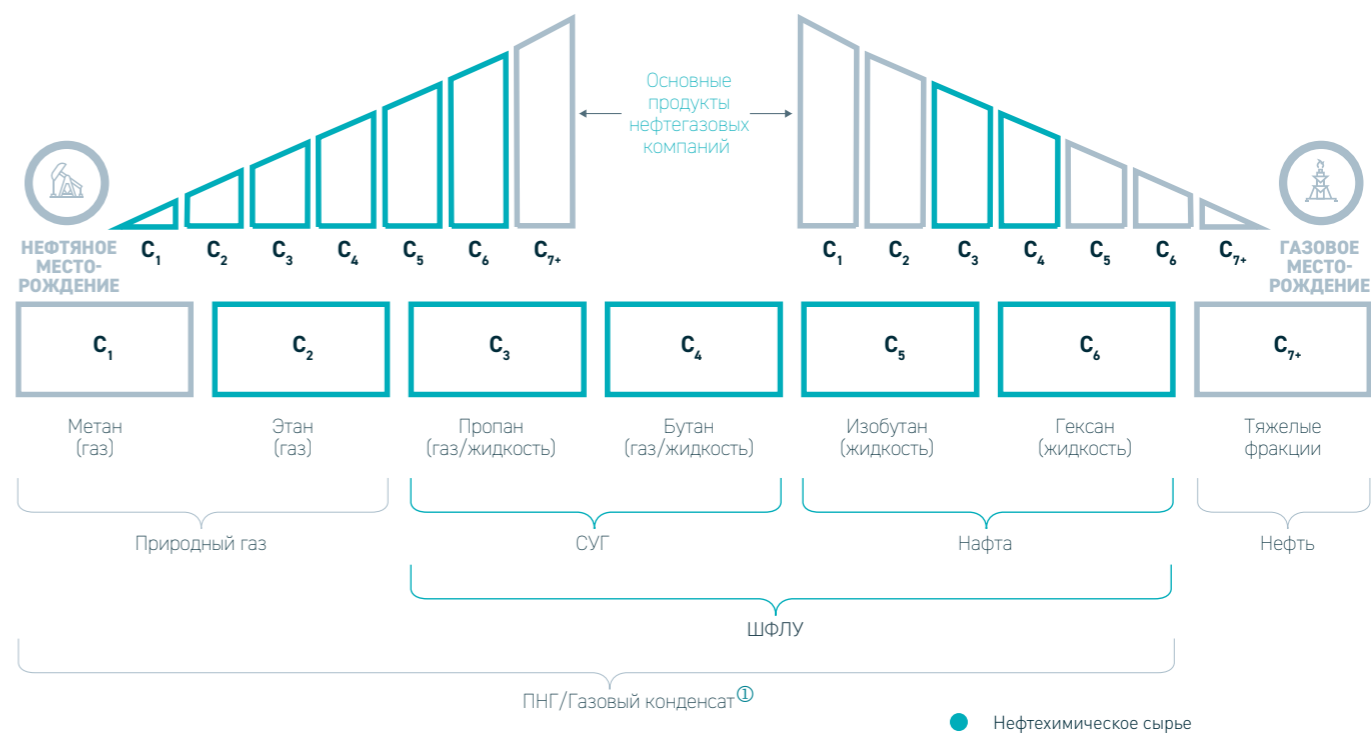 Основные
продукты
нефтегазовых
компаний
НЕФТЯНОЕ
МЕСТО-
РОЖДЕНИЕ
C₁ C₂ C₃ C₄ C₅ C₆ C₇₊
C₁ C₂ C₃ C₄ C₅ C₆ C₇₊
ГАЗОВОЕ
МЕСТО-
РОЖДЕНИЕ
C₁ C₂ C₃ C₄ C₅ C₆ C₇₊
Метан
(газ)
Этан
(газ)
Пропан
(газ/жидкость)
Бутан
(газ/жидкость)
Изобутан
(жидкость)
Гексан
(жидкость)
Тяжелые
фракции
Природный газ
СУГ
Нафта
Нефть
ШФЛУ
ПНГ/Газовый конденсат①
Нефтехимическое сырье